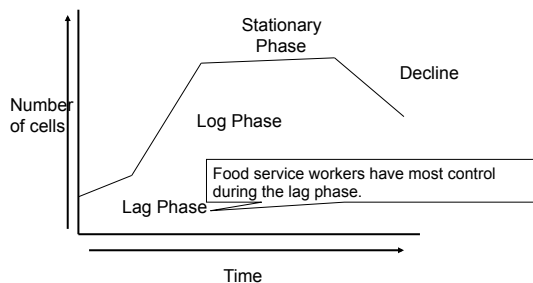 Stationary
Phase
Decline
Number
of cells
Log Phase
Food service workers have most control
during the lag phase.
Lag Phase
Time